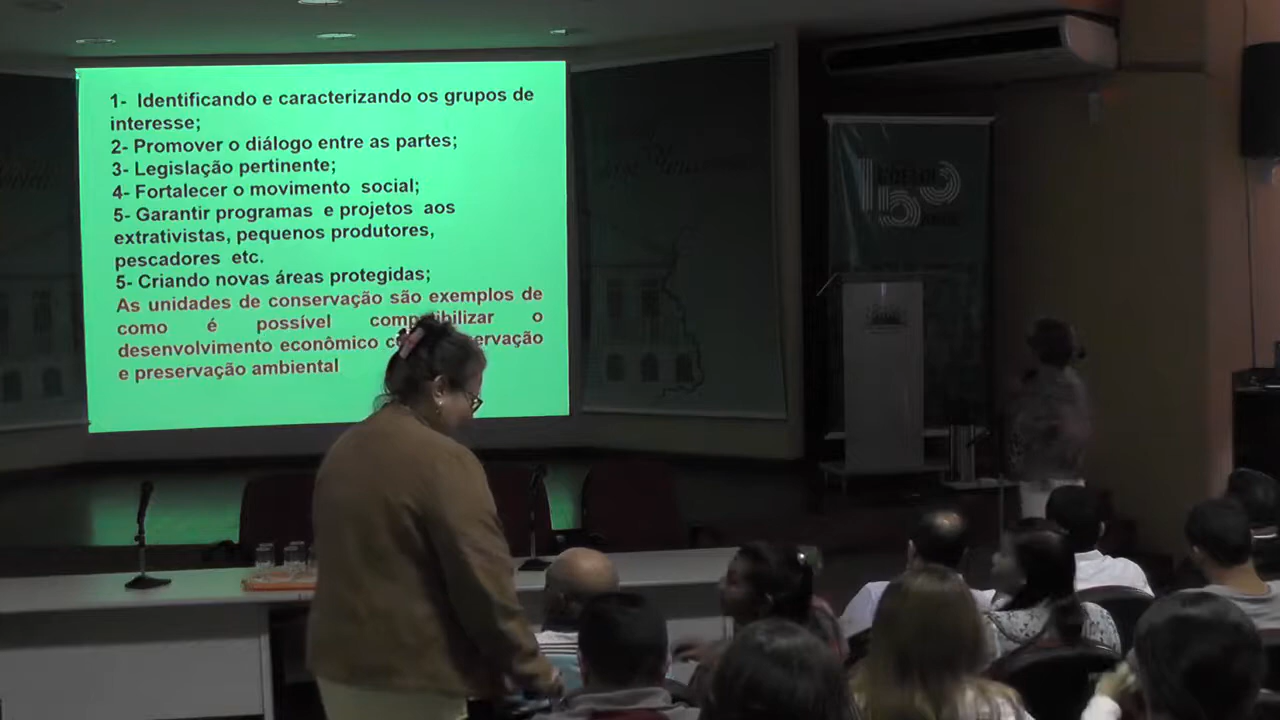 1- Identificando e caracterizando os grupos de
interesse;
2- Promover o diálogo entre as partes;
3- Legislação pertinente;
4- Fortalecer o movimento social;
5- Garantir programas e projetos aos
extrativistas, pequenos produtores,
pescadores etc.
5- Criando novas áreas protegidas;
As unidades de conservação são exemplos de
como é possível o
desenvolvimento econômico
e preservação ambiental